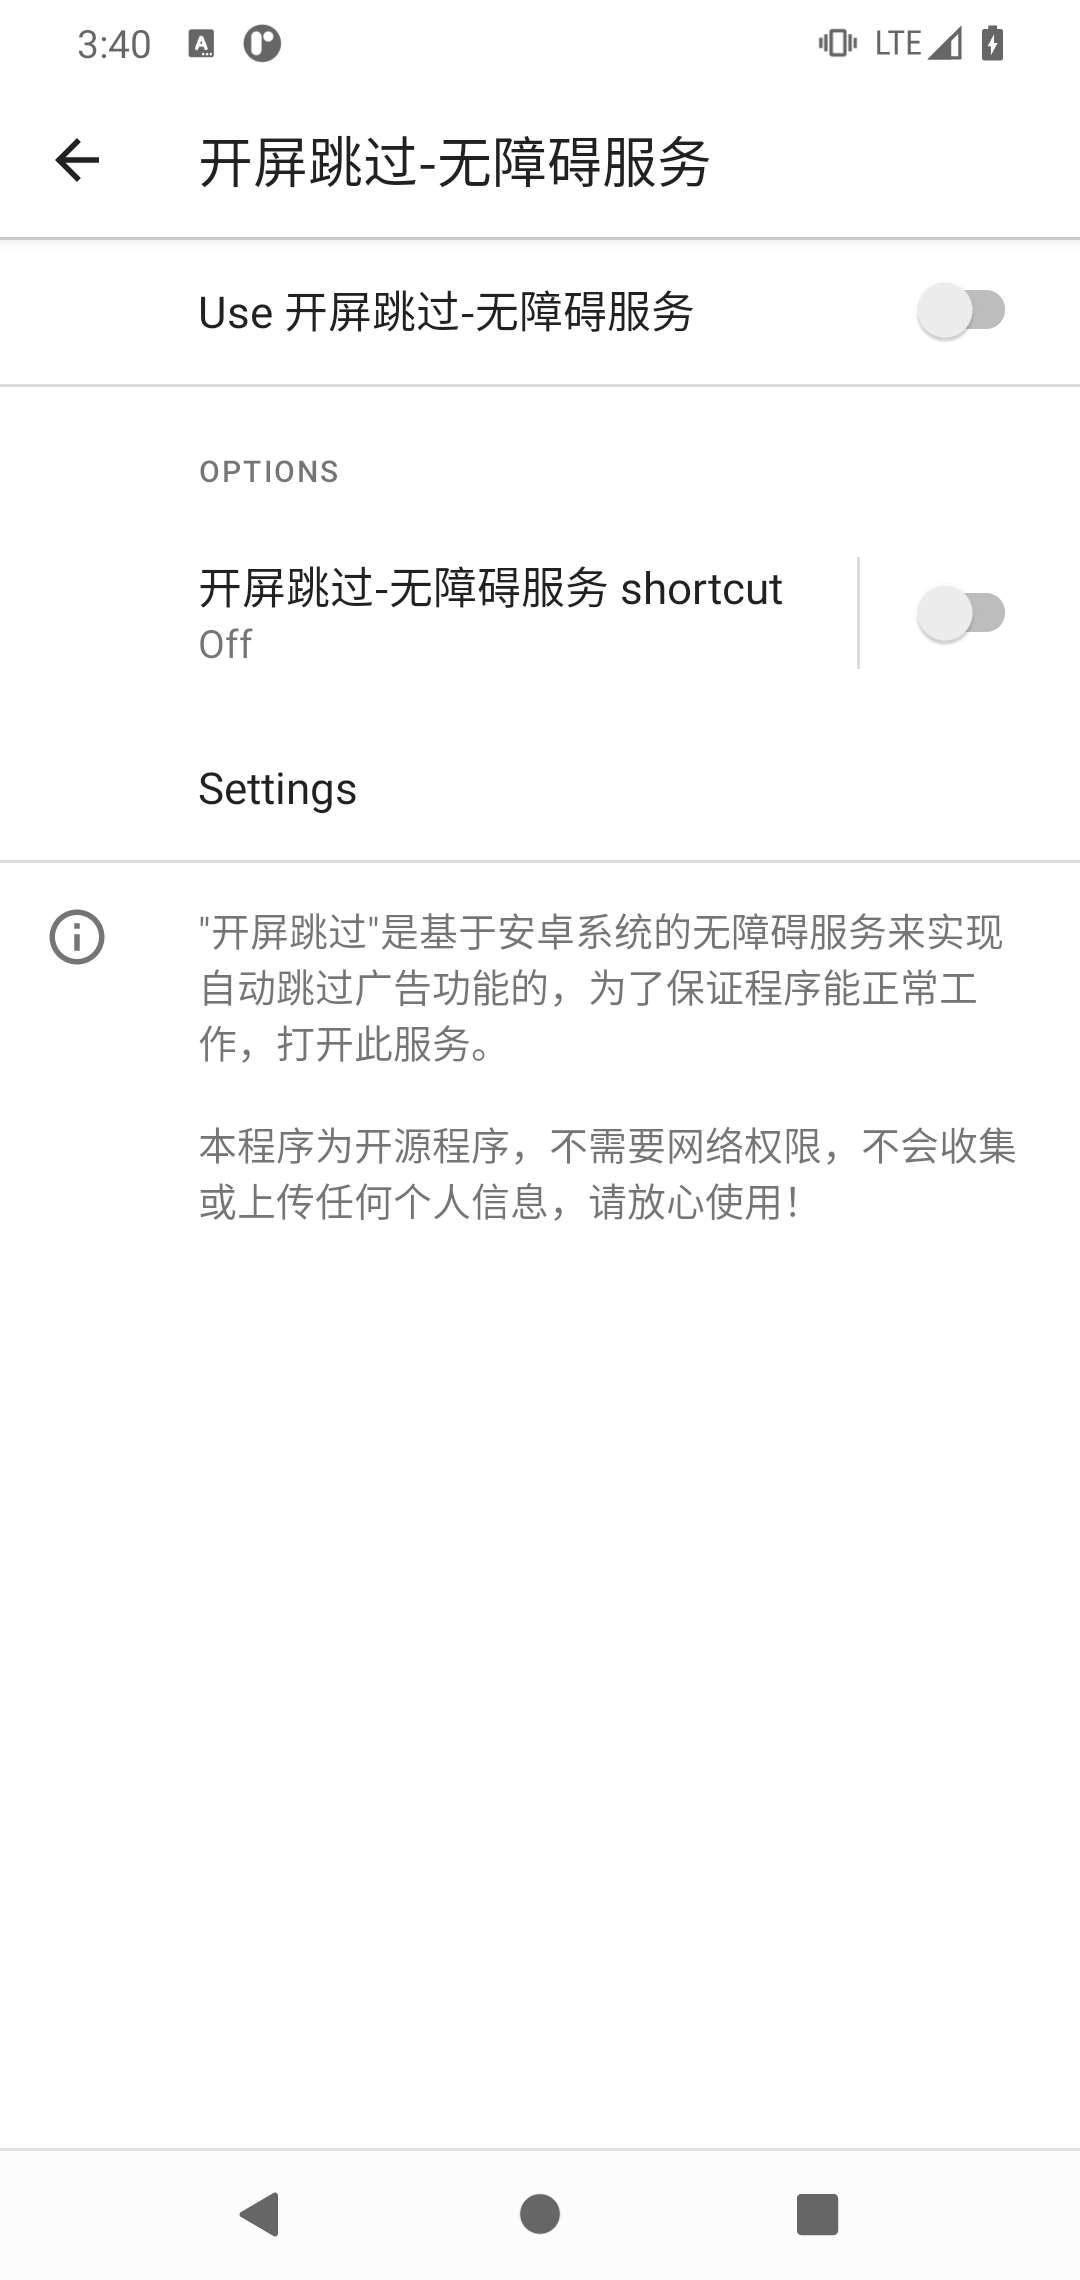 3:40
LTE
开屏跳过-无障碍服务
Use 开屏跳过-无障碍服务
OPTIONS
开屏跳过-无障碍服务 shortcut
Off
Settings
"开屏跳过"是基于安卓系统的无障碍服务来实现
自动跳过广告功能的，为了保证程序能正常工
作，打开此服务。
本程序为开源程序，不需要网络权限，不会收集
或上传任何个人信息，请放心使用！